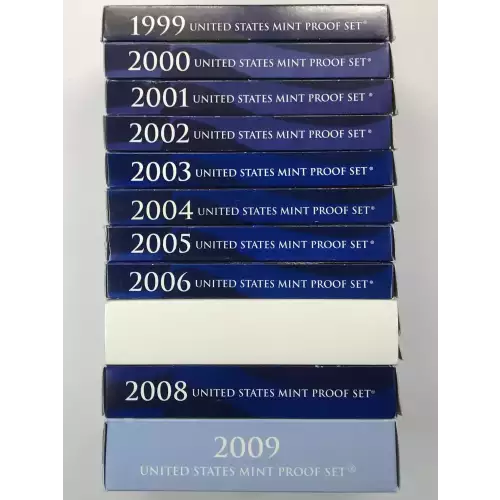 1999 UNITED STATES MINT PROOF SET®
2000 UNITED STATES MINT PROOF SET®
2001 UNITED STATES MINT PROOF SET®
2002 UNITED STATES MINT PROOF SET®
2003 UNITED STATES MINT PROOF SET®
2004 UNITED STATES MINT PROOF SET®
2005 UNITED STATES MINT PROOF SET®
2006 UNITED STATES MINT PROOF SET®
2008 UNITED STATES MINT PROOF SET®
2009
UNITED STATES MINT PROOF SET®